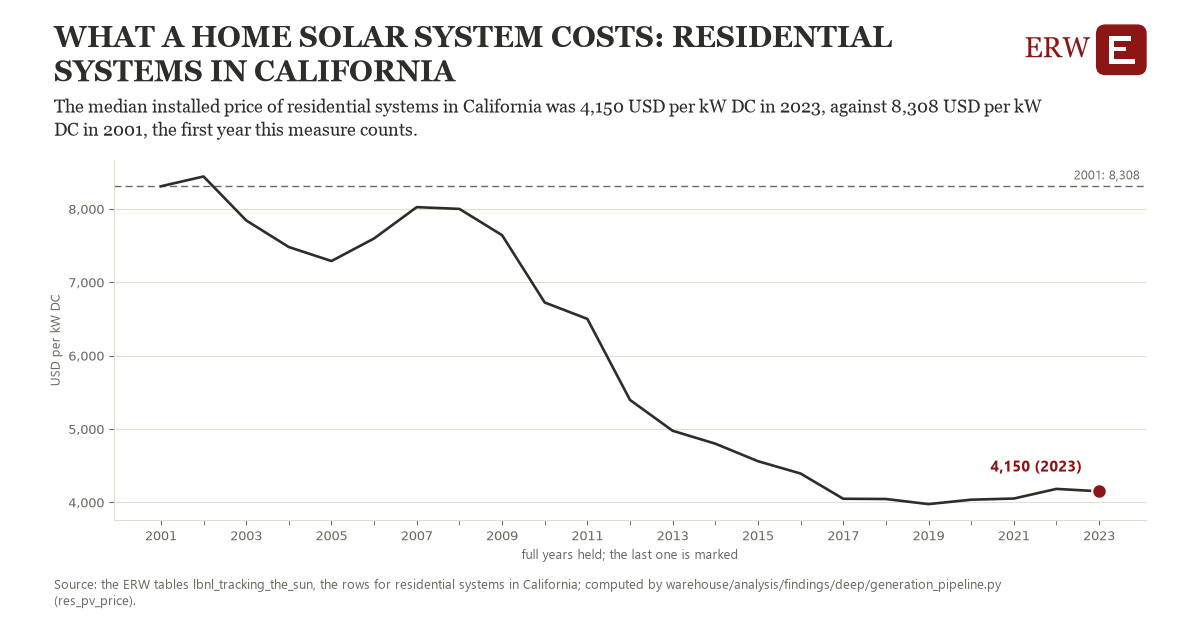 WHAT A HOME SOLAR SYSTEM COSTS: RESIDENTIAL
SYSTEMS IN CALIFORNIA
ERW E
The median installed price of residential systems in California was 4,150 USD per kW DC in 2023, against 8,308 USD per kW
DC in 2001, the first year this measure counts.
2001: 8,308
8,000
7,000
6,000
5,000
4,000
USD per kW DC
4,150 (2023)
2001 2003 2005 2007 2009 2011 2013 2015 2017 2019 2021 2023
full years held; the last one is marked
Source: the ERW tables lbnl_tracking_the_sun, the rows for residential systems in California; computed by warehouse/analysis/findings/deep/generation_pipeline.py
(res_pv_price).